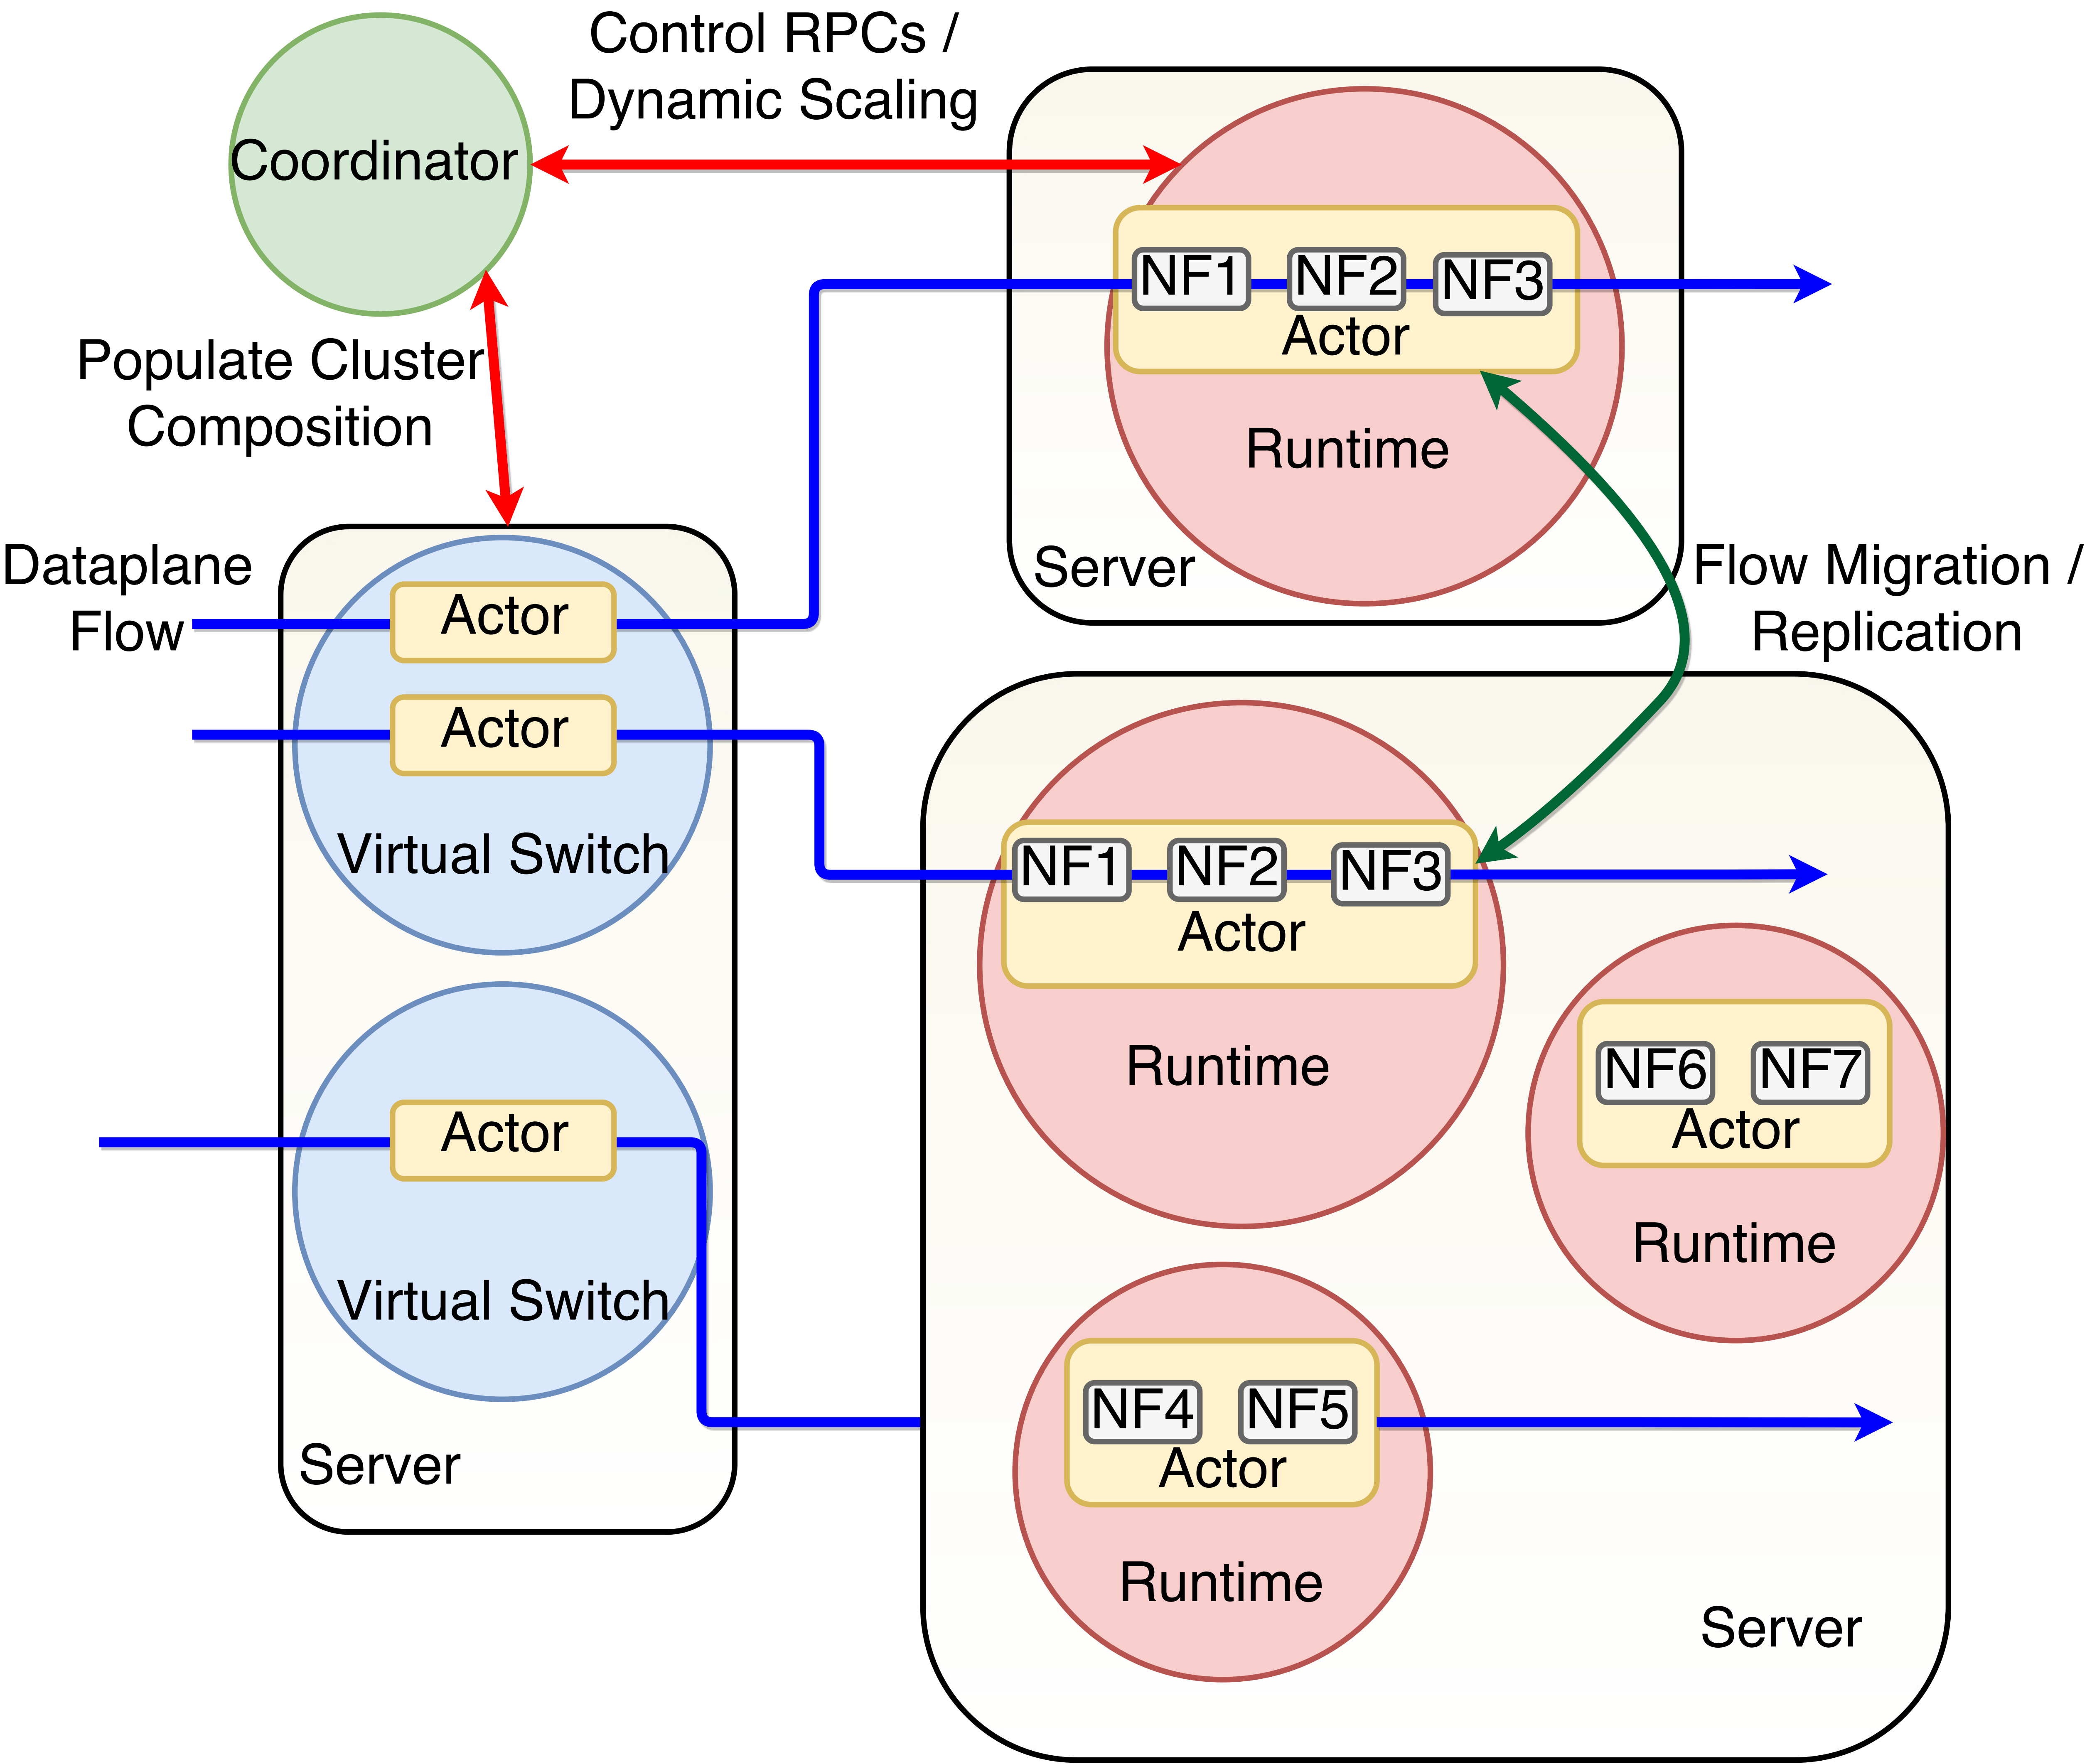 Control RPCs /
Dynamic Scaling
Coordinator
NF1 NF2 NF3
Actor
Runtime
Server
Populate Cluster
Composition
Dataplane
Flow
Actor
Actor
Virtual Switch
Actor
Virtual Switch
Server
Flow Migration /
Replication
NF1 NF2 NF3
Actor
Runtime
NF6 NF7
Actor
Runtime
NF4 NF5
Actor
Runtime
Server